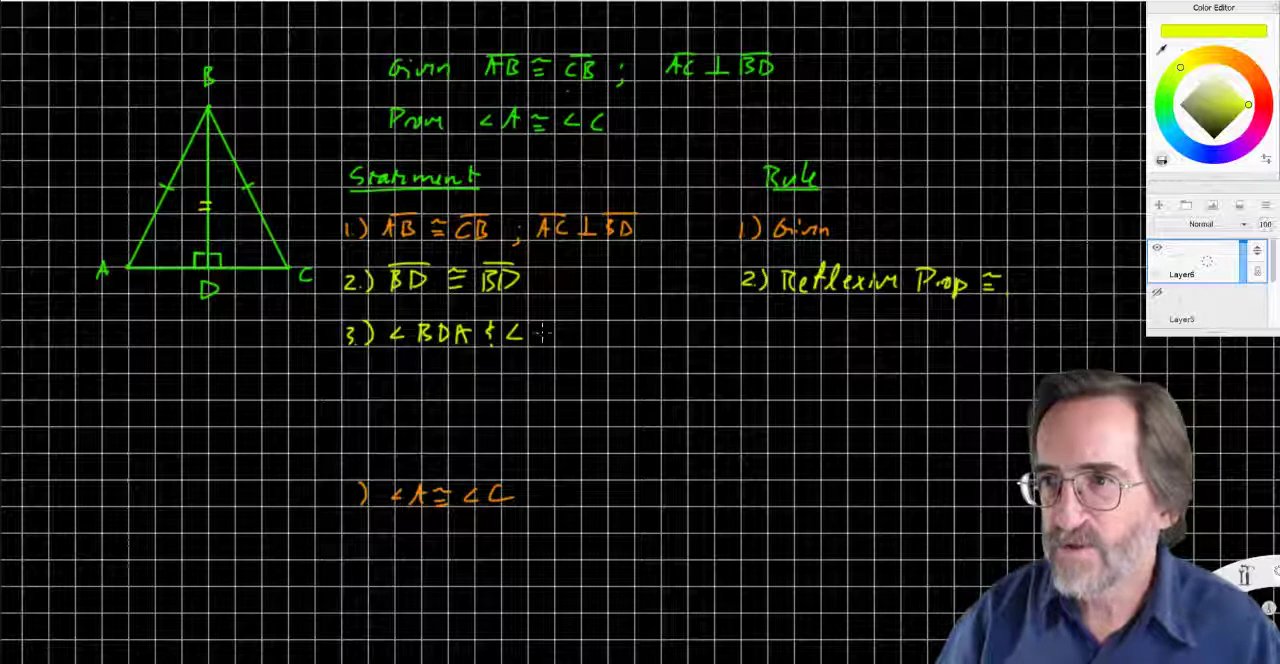 Color Editor
B
Given AB ≅ CB ; AC ⊥ BD
Prove ∠A ≅ ∠C
Statment
Rule
1.) AB ≅ CB ; AC ⊥ BD
1.) Given
A
C
D
2.) BD ≅ BD
2.) Reflexive Prop ≅
3.) ∠ BDA & ∠
) ∠A ≅ ∠C
Normal
100
Layer6
Layer5